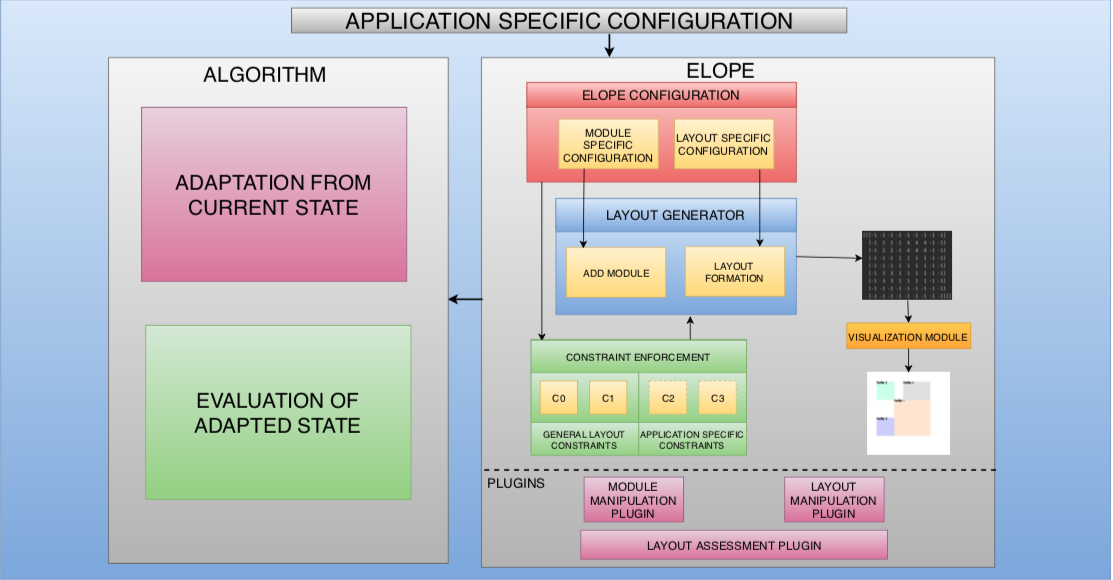 APPLICATION SPECIFIC CONFIGURATION
ALGORITHM
ADAPTATION FROM
CURRENT STATE
EVALUATION OF
ADAPTED STATE
ELOPE
ELOPE CONFIGURATION
MODULE
SPECIFIC
CONFIGURATION
LAYOUT SPECIFIC
CONFIGURATION
LAYOUT GENERATOR
ADD MODULE
LAYOUT
FORMATION
VISUALIZATION MODULE
CONSTRAINT ENFORCEMENT
C0
C1
C2
C3
GENERAL LAYOUT
CONSTRAINTS
APPLICATION SPECIFIC
CONSTRAINTS
PLUGINS
MODULE
MANIPULATION
PLUGIN
LAYOUT
MANIPULATION
PLUGIN
LAYOUT ASSESSMENT PLUGIN